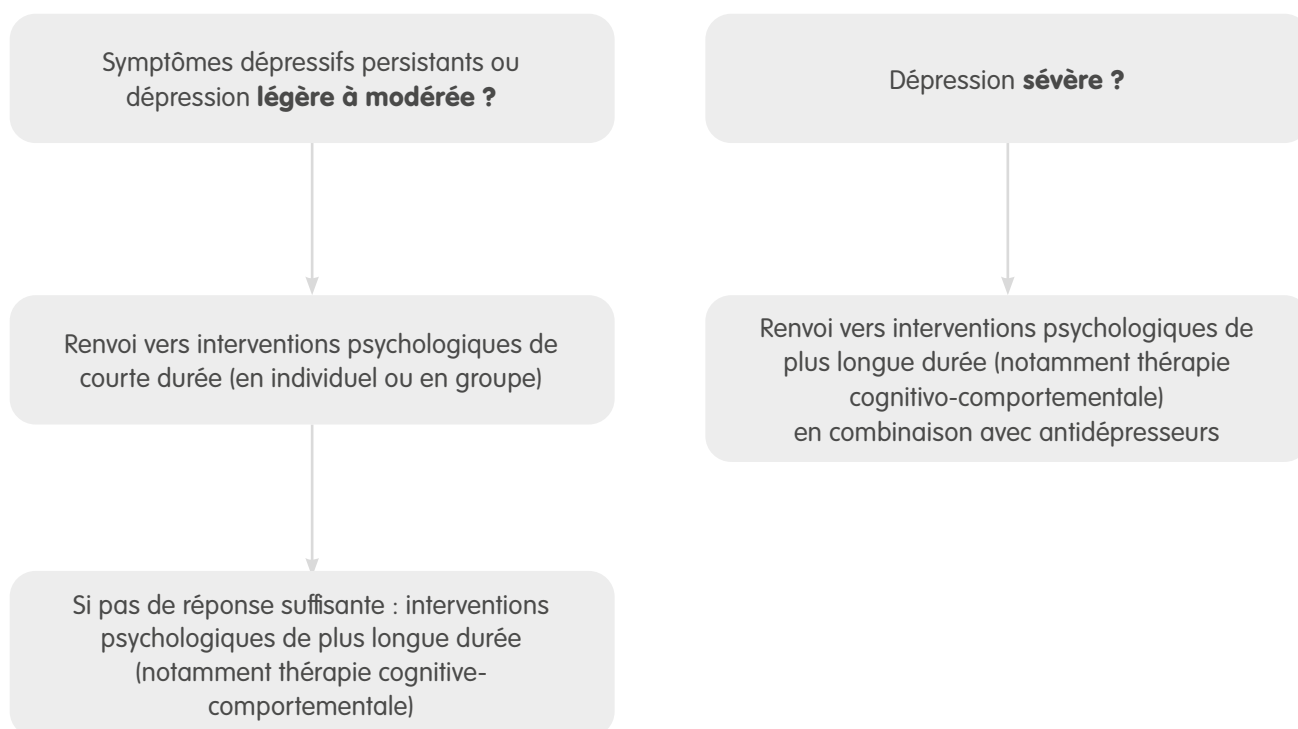 Symptômes dépressifs persistants ou
dépression légère à modérée ?
Renvoi vers interventions psychologiques de
courte durée (en individuel ou en groupe)
Si pas de réponse suffisante : interventions
psychologiques de plus longue durée
(notamment thérapie cognitive-
comportementale)
Dépression sévère ?
Renvoi vers interventions psychologiques de
plus longue durée (notamment thérapie
cognitivo-comportementale)
en combinaison avec antidépresseurs